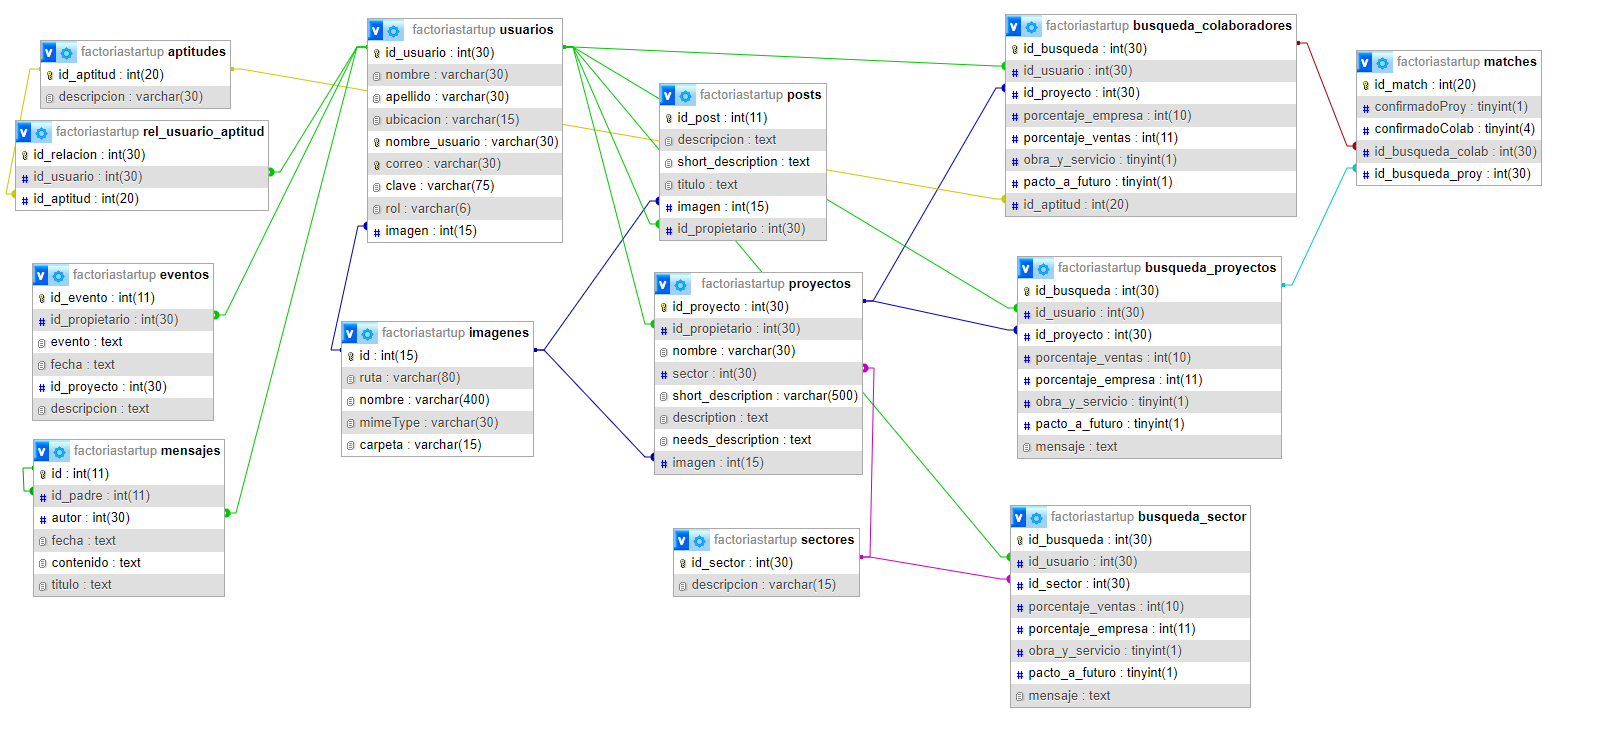 factoriastartup aptitudes
id_aptitud : int(20)
descripcion : varchar(30)
factoriastartup rel_usuario_aptitud
id_relacion : int(30)
id_usuario : int(30)
id_aptitud : int(20)
factoriastartup eventos
id_evento : int(11)
id_propietario : int(30)
evento : text
fecha : text
id_proyecto : int(30)
descripcion : text
factoriastartup mensajes
id : int(11)
id_padre : int(11)
autor : int(30)
fecha : text
contenido : text
titulo : text
factoriastartup usuarios
id_usuario : int(30)
nombre : varchar(30)
apellido : varchar(30)
ubicacion : varchar(15)
nombre_usuario : varchar(30)
correo : varchar(30)
clave : varchar(75)
rol : varchar(6)
imagen : int(15)
factoriastartup imagenes
id : int(15)
ruta : varchar(80)
nombre : varchar(400)
mimeType : varchar(30)
carpeta : varchar(15)
factoriastartup posts
id_post : int(11)
descripcion : text
short_description : text
titulo : text
imagen : int(15)
id_propietario : int(30)
factoriastartup proyectos
id_proyecto : int(30)
id_propietario : int(30)
nombre : varchar(30)
sector : int(30)
short_description : varchar(500)
description : text
needs_description : text
imagen : int(15)
factoriastartup sectores
id_sector : int(30)
descripcion : varchar(15)
factoriastartup busqueda_colaboradores
id_busqueda : int(30)
id_usuario : int(30)
id_proyecto : int(30)
porcentaje_empresa : int(10)
porcentaje_ventas : int(11)
obra_y_servicio : tinyint(1)
pacto_a_futuro : tinyint(1)
id_aptitud : int(20)
factoriastartup busqueda_proyectos
id_busqueda : int(30)
id_usuario : int(30)
id_proyecto : int(30)
porcentaje_ventas : int(10)
porcentaje_empresa : int(11)
obra_y_servicio : tinyint(1)
pacto_a_futuro : tinyint(1)
mensaje : text
factoriastartup busqueda_sector
id_busqueda : int(30)
id_usuario : int(30)
id_sector : int(30)
porcentaje_ventas : int(10)
porcentaje_empresa : int(11)
obra_y_servicio : tinyint(1)
pacto_a_futuro : tinyint(1)
mensaje : text
factoriastartup matches
id_match : int(20)
confirmadoProy : tinyint(1)
confirmadoColab : tinyint(4)
id_busqueda_colab : int(30)
id_busqueda_proy : int(30)